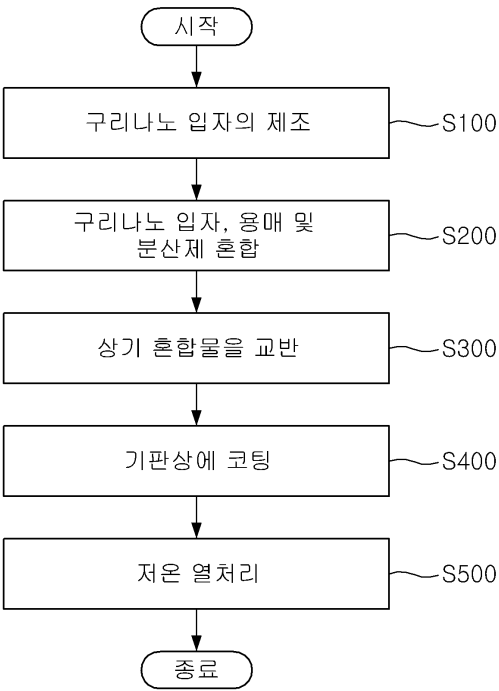 시작
구리나노 입자의 제조
S100
구리나노 입자, 용매 및
분산제 혼합
S200
상기 혼합물을 교반
S300
기판상에 코팅
S400
저온 열처리
S500
종료